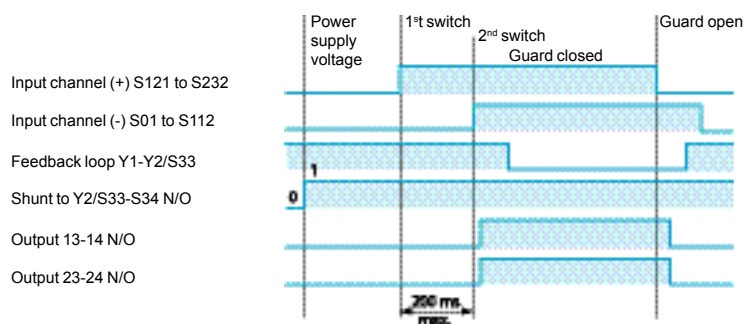 Power supply voltage
1st switch
2nd switch
Guard open
Guard closed
Input channel (+) S121 to S232
Input channel (-) S01 to S112
Feedback loop Y1-Y2/S33
1
Shunt to Y2/S33-S34 N/O
0
Output 13-14 N/O
Output 23-24 N/O
200 ms
max.